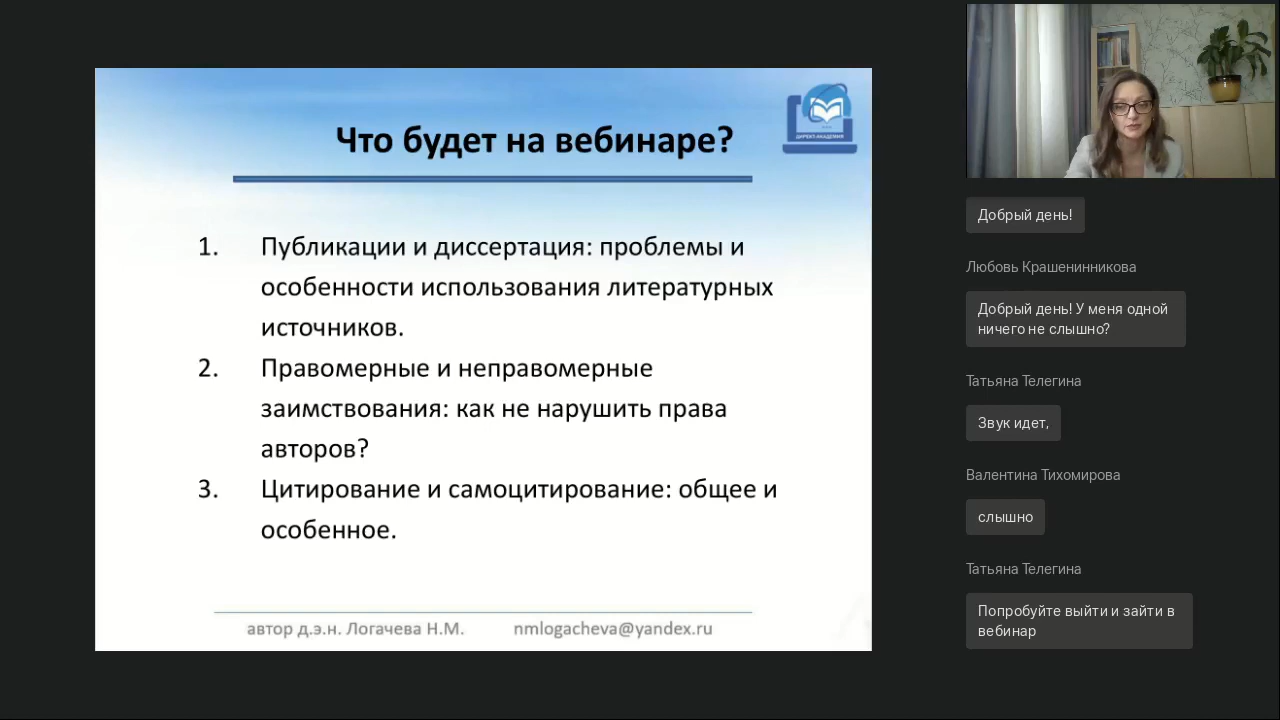 Что будет на вебинаре?
ДИРЕКТ-АКАДЕМИЯ
1. Публикации и диссертация: проблемы и
особенности использования литературных
источников.
2. Правомерные и неправомерные
заимствования: как не нарушить права
авторов?
3. Цитирование и самоцитирование: общее и
особенное.
автор д.э.н. Логачева Н.М. nmlogacheva@yandex.ru
Добрый день!
Любовь Крашенинникова
Добрый день! У меня одной
ничего не слышно?
Татьяна Телегина
Звук идет,
Валентина Тихомирова
слышно
Татьяна Телегина
Попробуйте выйти и зайти в
вебинар